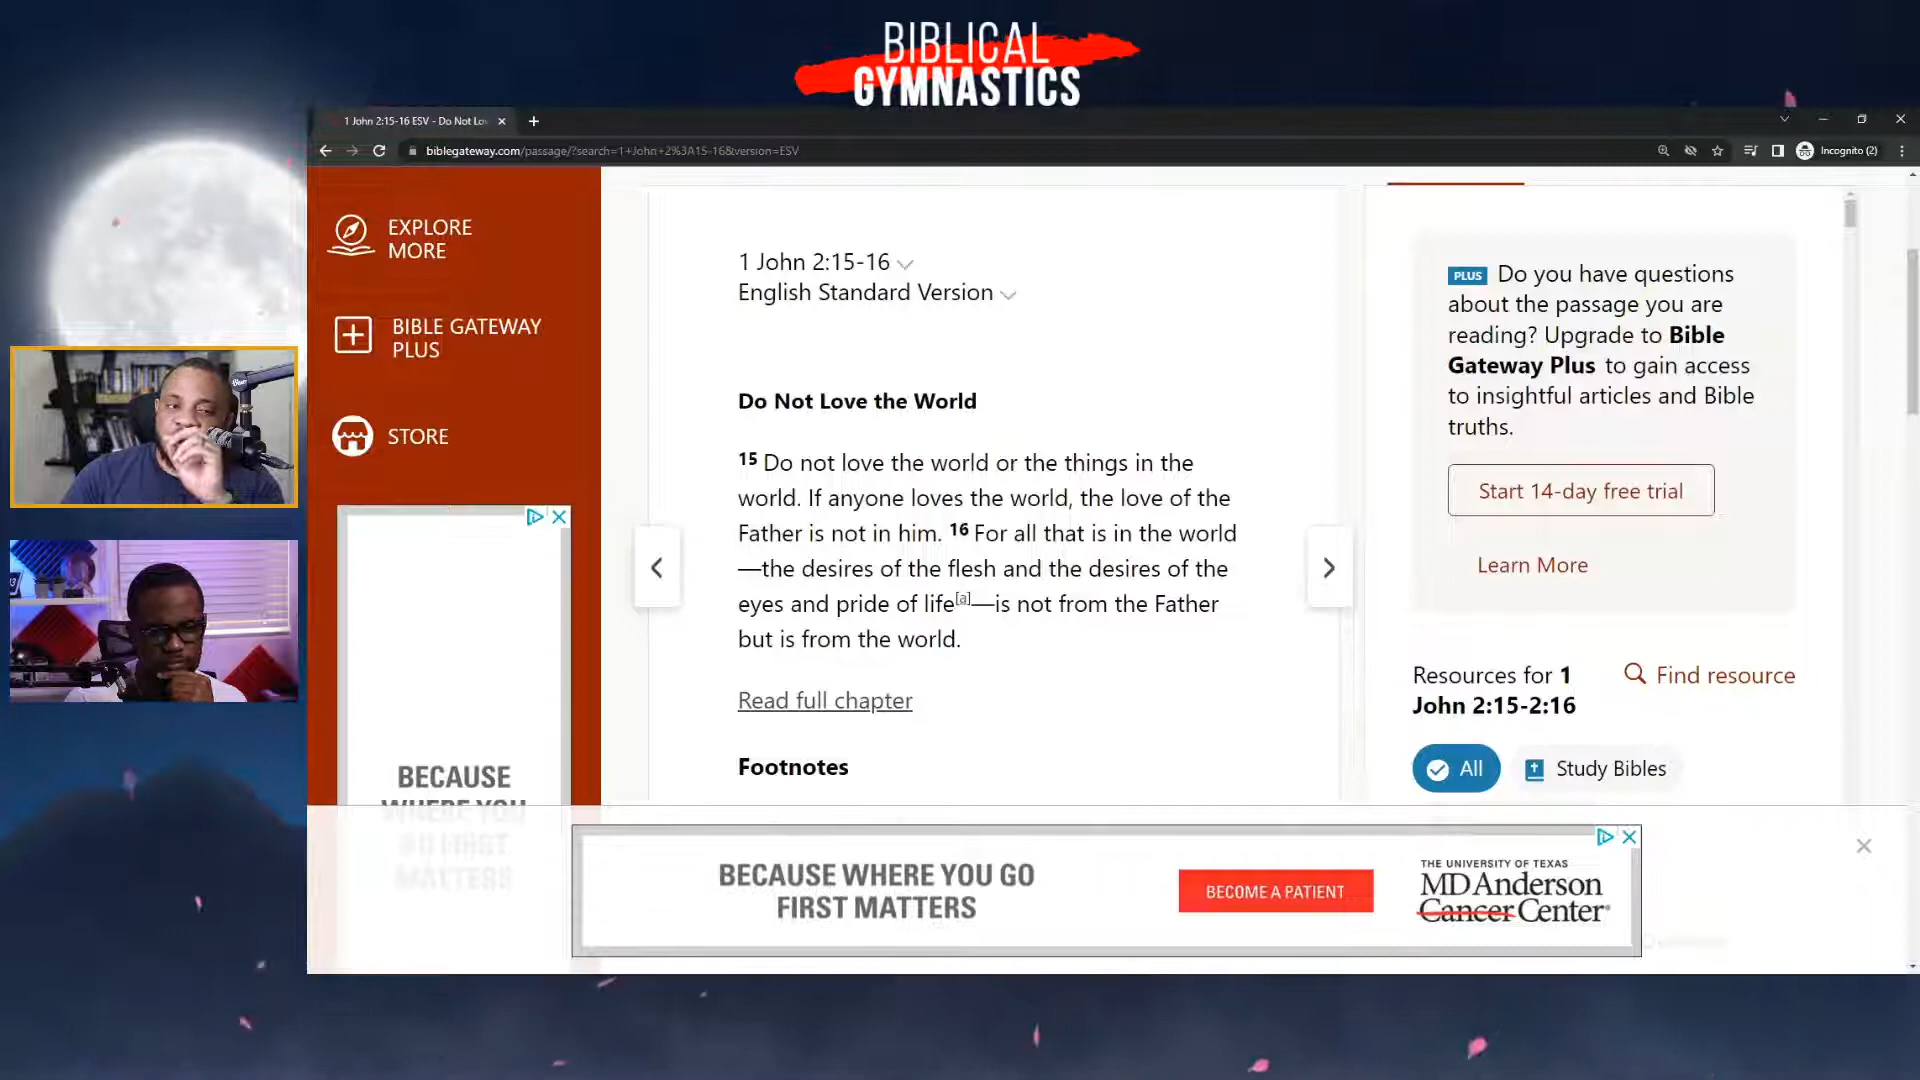 BIBLICAL
GYMNASTICS
1 John 2:15-16 ESV - Do Not Lo
biblegateway.com/passage/?search=1+John+2%3A15-16&version=ESV
Incognito (2)
EXPLORE
MORE
BIBLE GATEWAY
PLUS
STORE
BECAUSE
WHERE YOU
GO FIRST
MATTERS
1 John 2:15-16
English Standard Version
Do Not Love the World
15 Do not love the world or the things in the
world. If anyone loves the world, the love of the
Father is not in him. 16 For all that is in the world
—the desires of the flesh and the desires of the
eyes and pride of life[a]—is not from the Father
but is from the world.
Read full chapter
Footnotes
PLUS Do you have questions
about the passage you are
reading? Upgrade to Bible
Gateway Plus to gain access
to insightful articles and Bible
truths.
Start 14-day free trial
Learn More
Resources for 1
John 2:15-2:16
Find resource
All
Study Bibles
BECAUSE WHERE YOU GO
FIRST MATTERS
BECOME A PATIENT
THE UNIVERSITY OF TEXAS
MD Anderson
Cancer Center